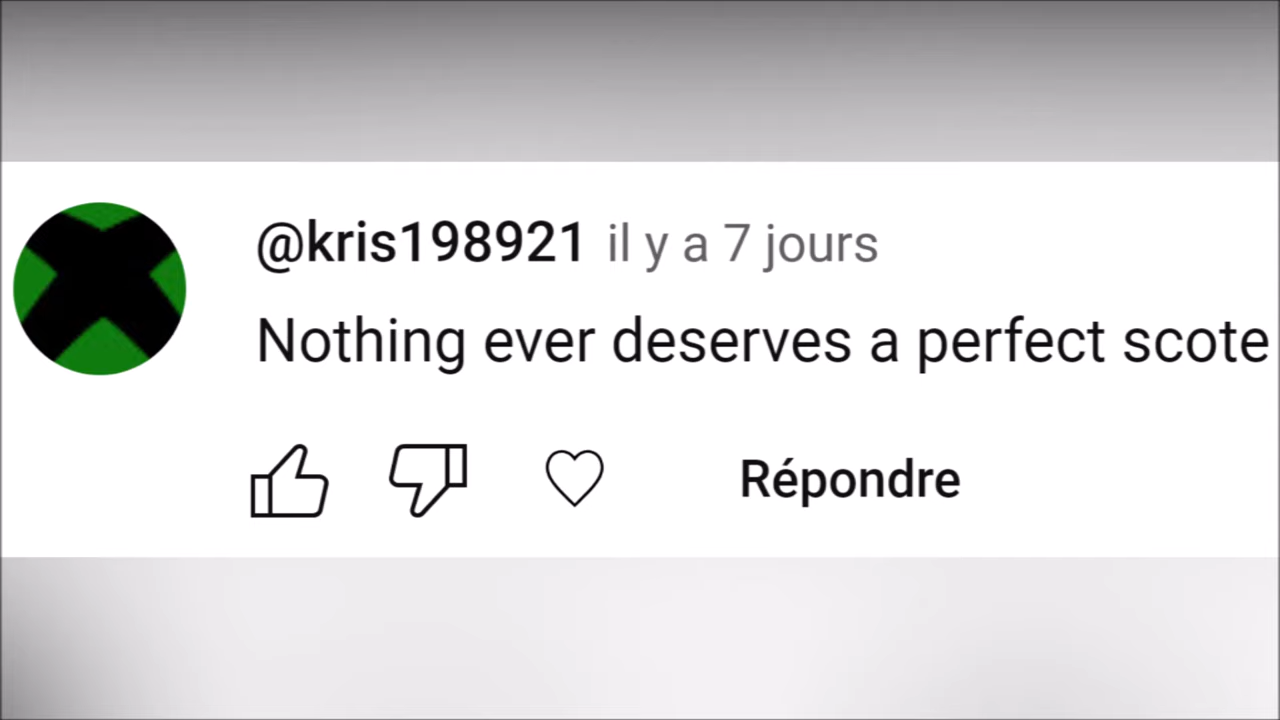 @kris198921 il y a 7 jours
Nothing ever deserves a perfect scote
Répondre